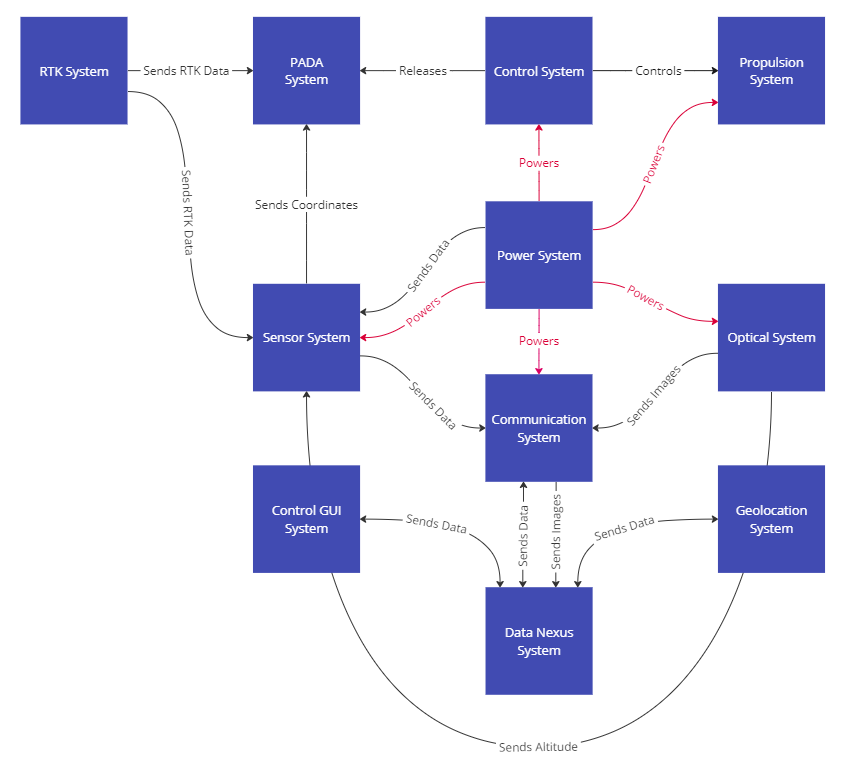 RTK System
Sends RTK Data
PADA
System
Releases
Control System
Controls
Propulsion
System
Powers
Powers
Sends RTK Data
Sends Coordinates
Sends Data
Power System
Powers
Powers
Powers
Sensor System
Optical System
Sends Data
Communication
System
Sends Images
Control GUI
System
Sends Data
Sends Data
Sends Images
Sends Data
Geolocation
System
Data Nexus
System
Sends Altitude